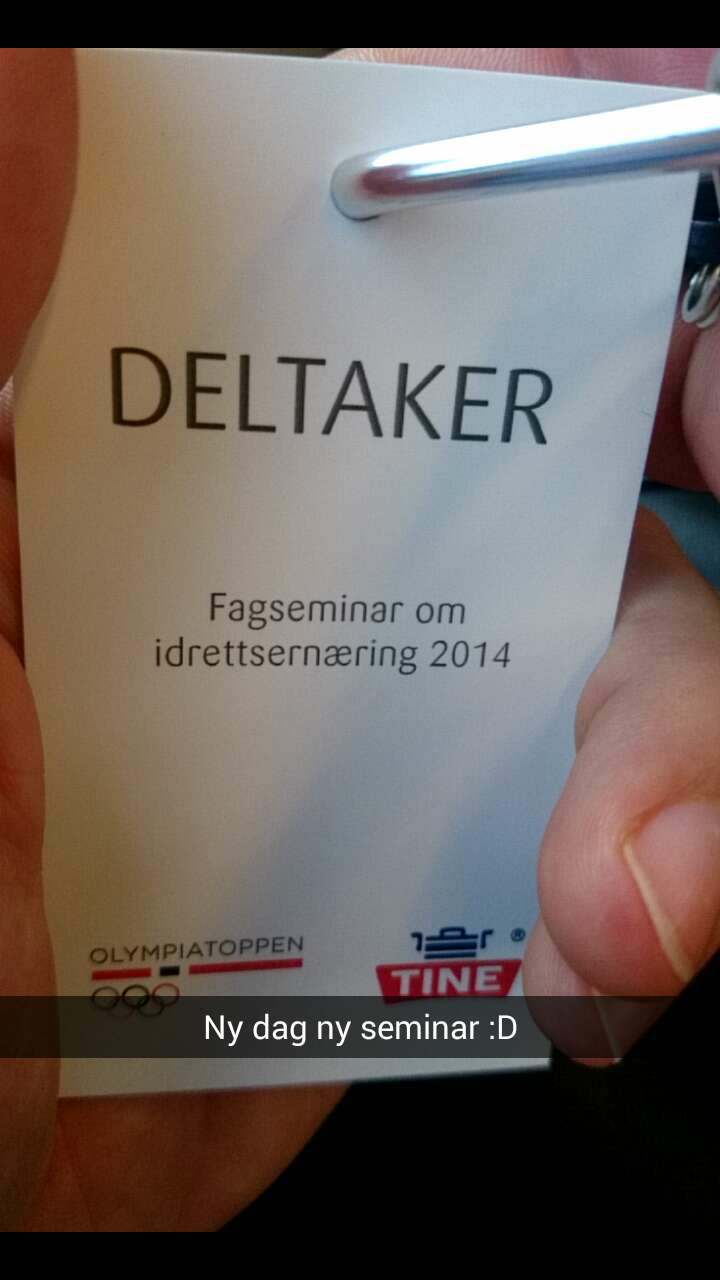 DELTAKER
Fagseminar om
idrettsernæring 2014
OLYMPIATOPPEN
TINE ®
Ny dag ny seminar :D